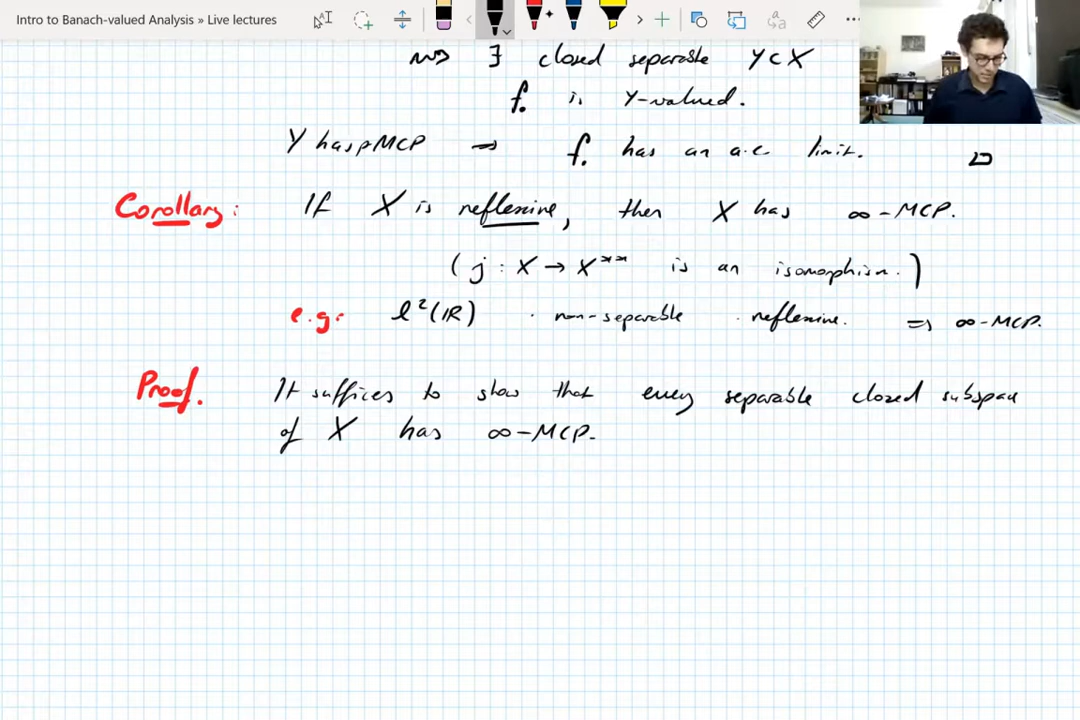 Intro to Banach-valued Analysis » Live lectures
⇝ ∃ closed separable Y ⊂ X
f. is Y-valued.
Y has pMCP → f. has an a.e. limit. □
Corollary: If X is reflexive, then X has ∞-MCP.
(j: X → X** is an isomorphism.)
e.g: ℓ²(ℝ) · non-separable · reflexive. ⇒ ∞-MCP.
Proof. It suffices to show that every separable closed subspace
of X has ∞-MCP.